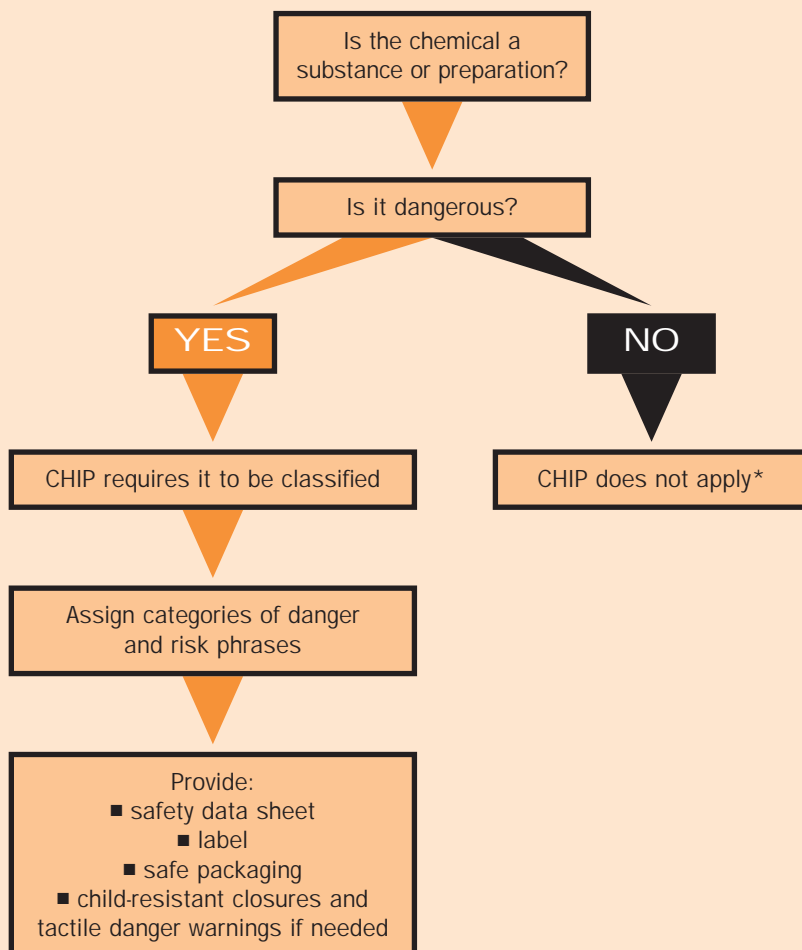 Is the chemical a
substance or preparation?
Is it dangerous?
YES
NO
CHIP requires it to be classified
CHIP does not apply*
Assign categories of danger
and risk phrases
Provide:
■ safety data sheet
■ label
■ safe packaging
■ child-resistant closures and
tactile danger warnings if needed